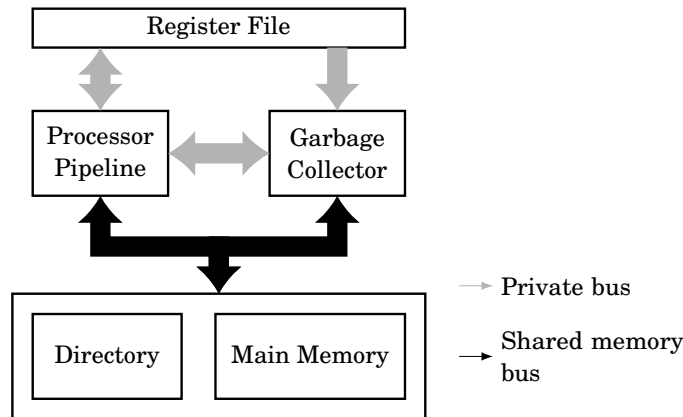 Register File
Processor
Pipeline
Garbage
Collector
Directory
Main Memory
Private bus
Shared memory
bus